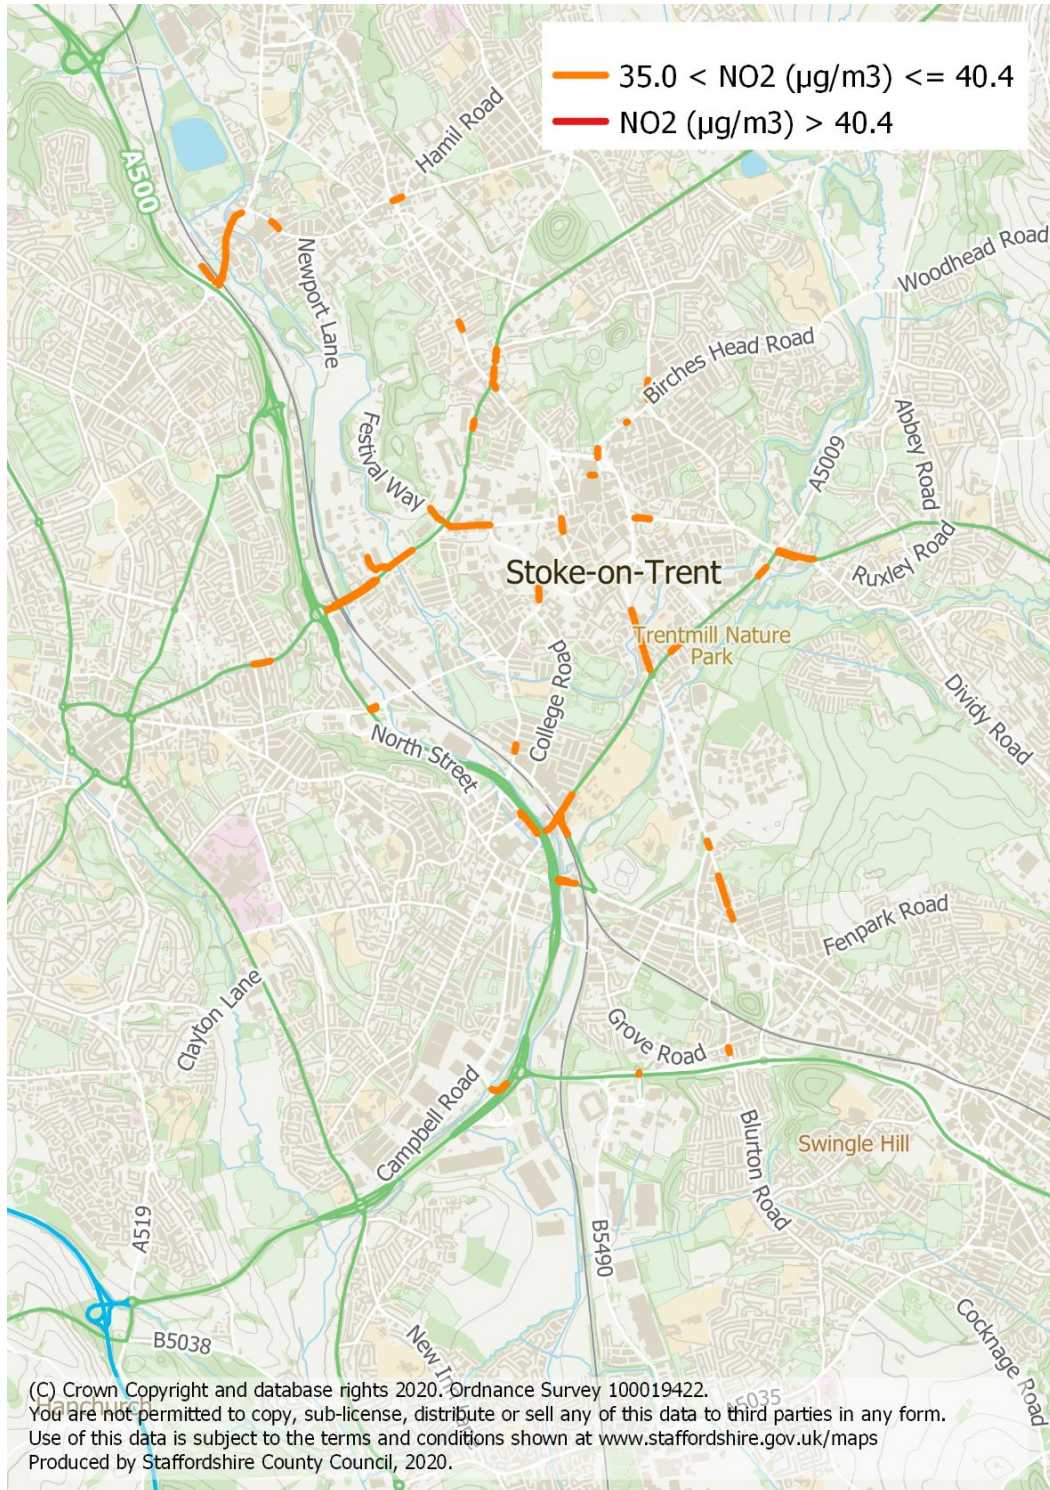 35.0 < NO2 (µg/m3) <= 40.4
NO2 (µg/m3) > 40.4
Hamil Road
A500
Newport Lane
Woodhead Road
Birches Head Road
Abbey Road
A5009
Festival Way
Ruxley Road
Stoke-on-Trent
Trentmill Nature
Park
College Road
Dividy Road
North Street
Fenpark Road
Clayton Lane
Grove Road
Campbell Road
Blurton Road
Swingle Hill
A519
B5490
B5038
Cocknage Road
New In
A5035
Hanchurch
(C) Crown Copyright and database rights 2020. Ordnance Survey 100019422.
You are not permitted to copy, sub-license, distribute or sell any of this data to third parties in any form.
Use of this data is subject to the terms and conditions shown at www.staffordshire.gov.uk/maps
Produced by Staffordshire County Council, 2020.